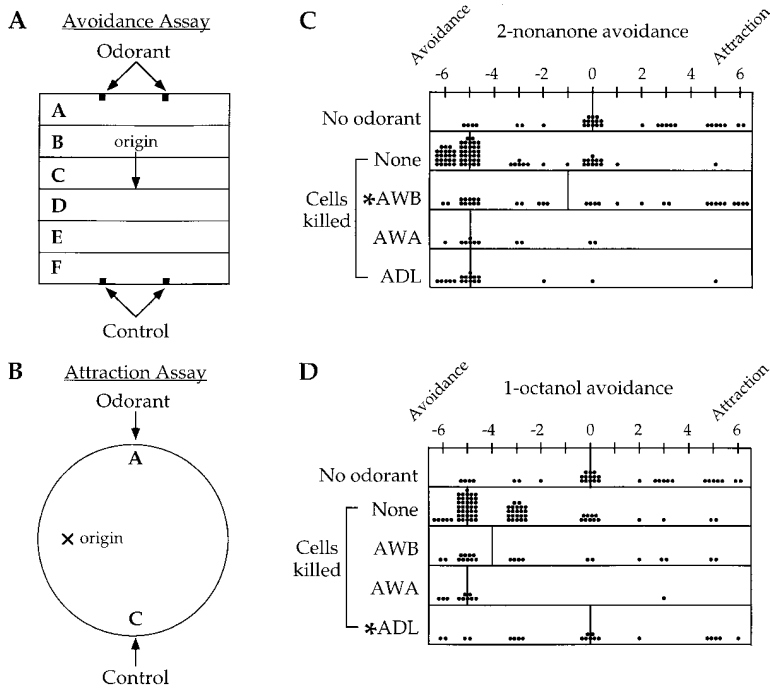 A
Avoidance Assay
Odorant
A
B
origin
C
D
E
F
Control
B
Attraction Assay
Odorant
A
origin
C
Control
C
Avoidance
2-nonanone avoidance
Attraction
-6 -4 -2 0 2 4 6
No odorant
None
Cells
killed
*AWB
AWA
ADL
D
Avoidance
1-octanol avoidance
Attraction
-6 -4 -2 0 2 4 6
No odorant
None
Cells
killed
AWB
AWA
*ADL